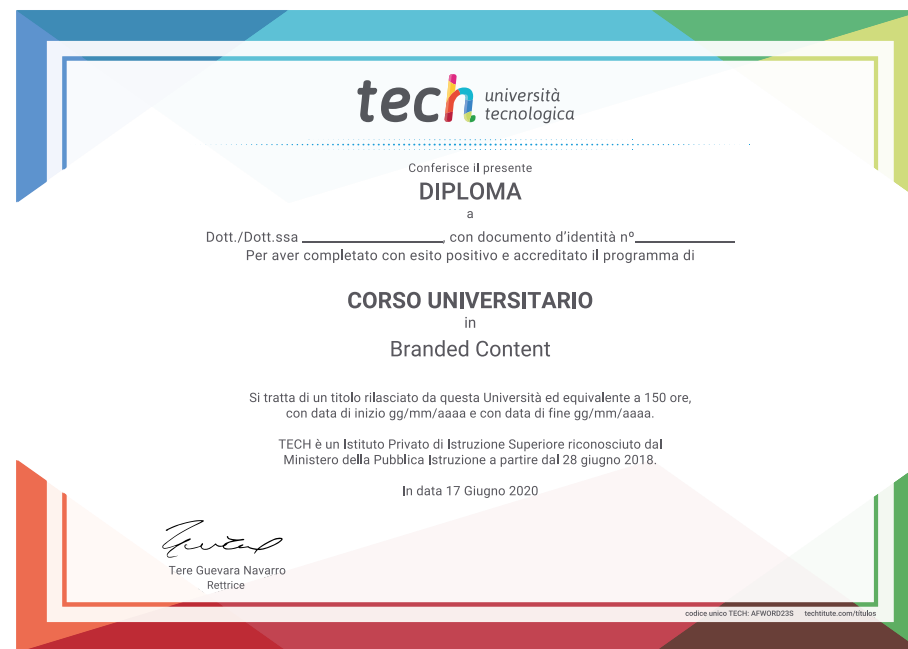 tech università
tecnologica
Conferisce il presente
DIPLOMA
a
Dott./Dott.ssa ____________________, con documento d'identità nº______________
Per aver completato con esito positivo e accreditato il programma di
CORSO UNIVERSITARIO
in
Branded Content
Si tratta di un titolo rilasciato da questa Università ed equivalente a 150 ore,
con data di inizio gg/mm/aaaa e con data di fine gg/mm/aaaa.
TECH è un Istituto Privato di Istruzione Superiore riconosciuto dal
Ministero della Pubblica Istruzione a partire dal 28 giugno 2018.
In data 17 Giugno 2020
Tere Guevara Navarro
Rettrice
codice unico TECH: AFWORD23S techtitute.com/títulos